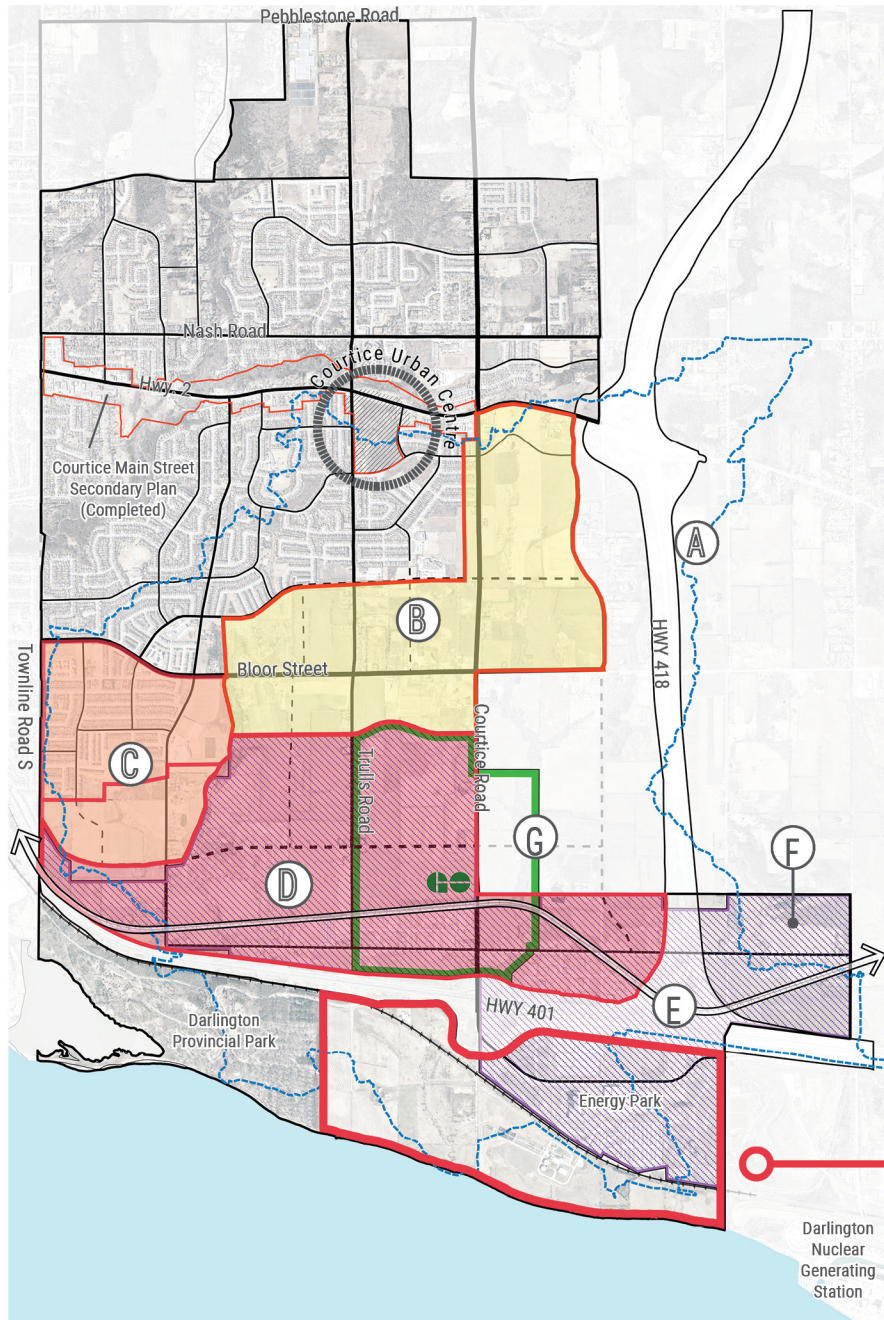 Pebblestone Road
Nash Road
Courtice Urban Centre
Hwy. 2
Courtice Main Street
Secondary Plan
(Completed)
A
B
HWY 418
Bloor Street
Townline Road S
Courtice Road
Trulls Road
C
G
F
D
GO
E
HWY 401
Darlington
Provincial Park
Energy Park
Darlington
Nuclear
Generating
Station